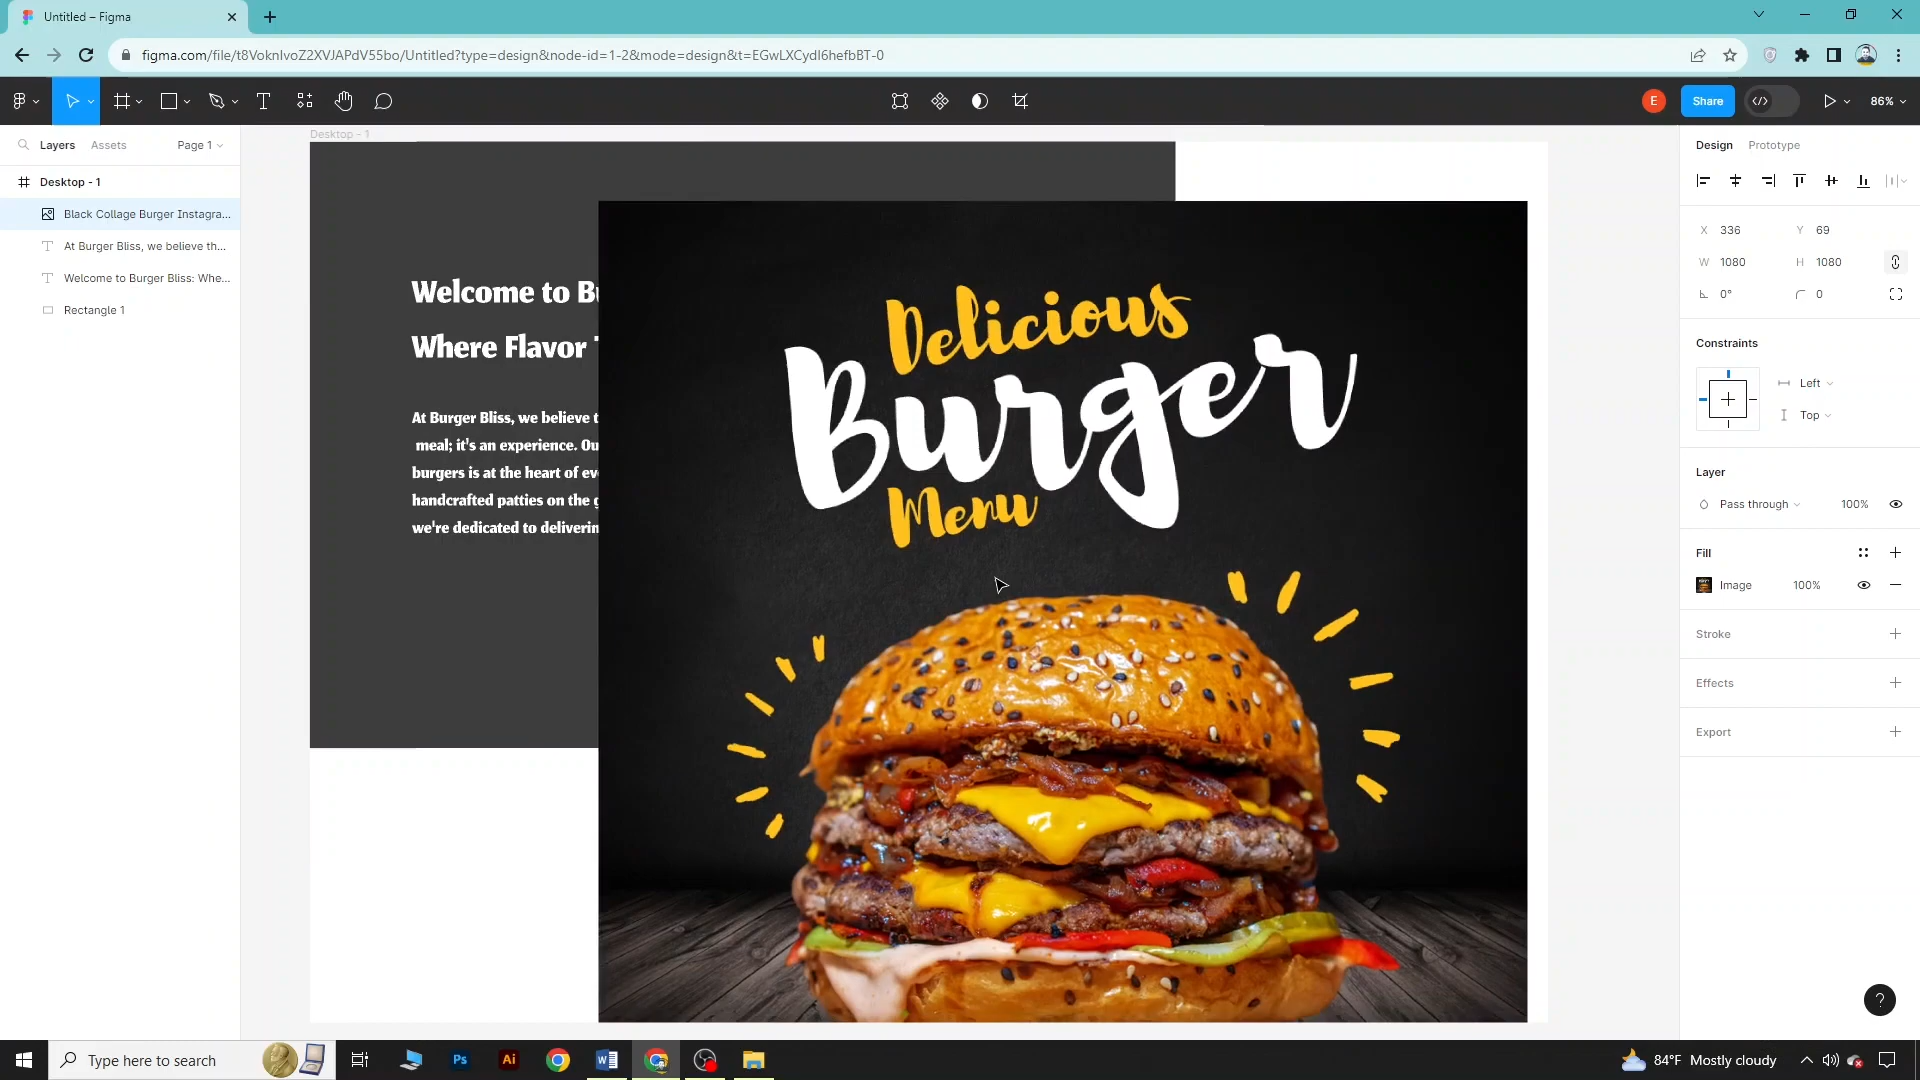 Untitled – Figma
figma.com/file/t8VoknIvoZ2XVJAPdV55bo/Untitled?type=design&node-id=1-2&mode=design&t=EGwLXCydI6hefbBT-0
E
Share
86%
Layers
Assets
Page 1
Desktop - 1
Black Collage Burger Instagra...
At Burger Bliss, we believe th...
Welcome to Burger Bliss: Whe...
Rectangle 1
Desktop - 1
Welcome to Bu
Where Flavor T
At Burger Bliss, we believe t
meal; it's an experience. Ou
burgers is at the heart of ev
handcrafted patties on the g
we're dedicated to deliverin
Delicious
Burger
Menu
Design
Prototype
X 336
Y 69
W 1080
H 1080
0°
0
Constraints
Left
Top
Layer
Pass through
100%
Fill
Image
100%
Stroke
Effects
Export
?
Type here to search
Ps
Ai
84°F Mostly cloudy